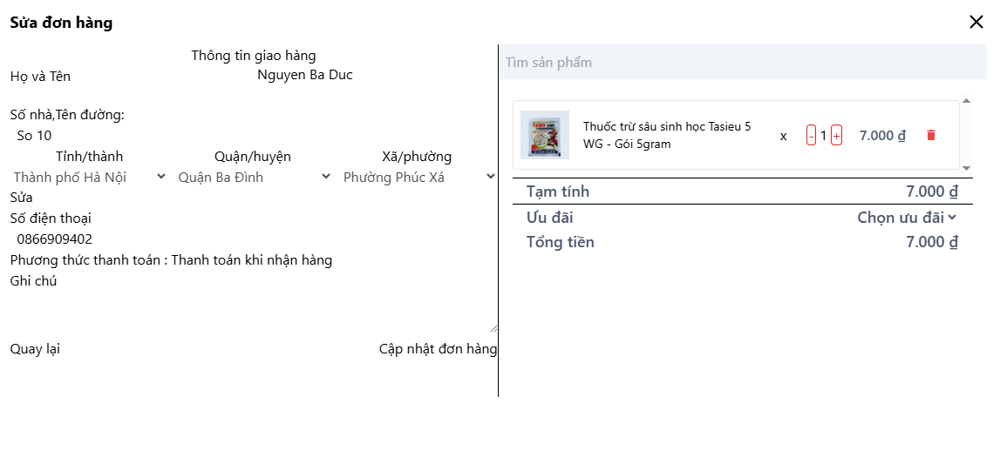 Sửa đơn hàng
Thông tin giao hàng
Họ và Tên
Nguyen Ba Duc
Số nhà,Tên đường:
So 10
Tỉnh/thành Quận/huyện Xã/phường
Thành phố Hà Nội Quận Ba Đình Phường Phúc Xá
Sửa
Số điện thoại
0866909402
Phương thức thanh toán : Thanh toán khi nhận hàng
Ghi chú
Quay lại Cập nhật đơn hàng
Tìm sản phẩm
Thuốc trừ sâu sinh học Tasieu 5
WG - Gói 5gram
x - 1 + 7.000 ₫
Tạm tính 7.000 ₫
Ưu đãi Chọn ưu đãi
Tổng tiền 7.000 ₫